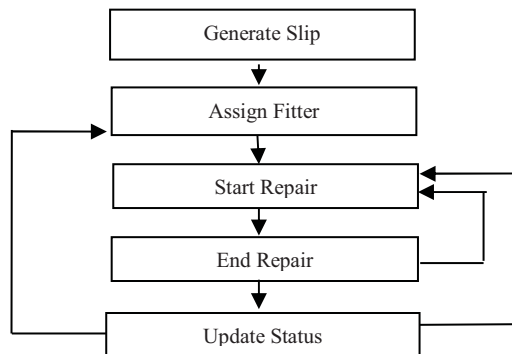 Generate Slip
Assign Fitter
Start Repair
End Repair
Update Status